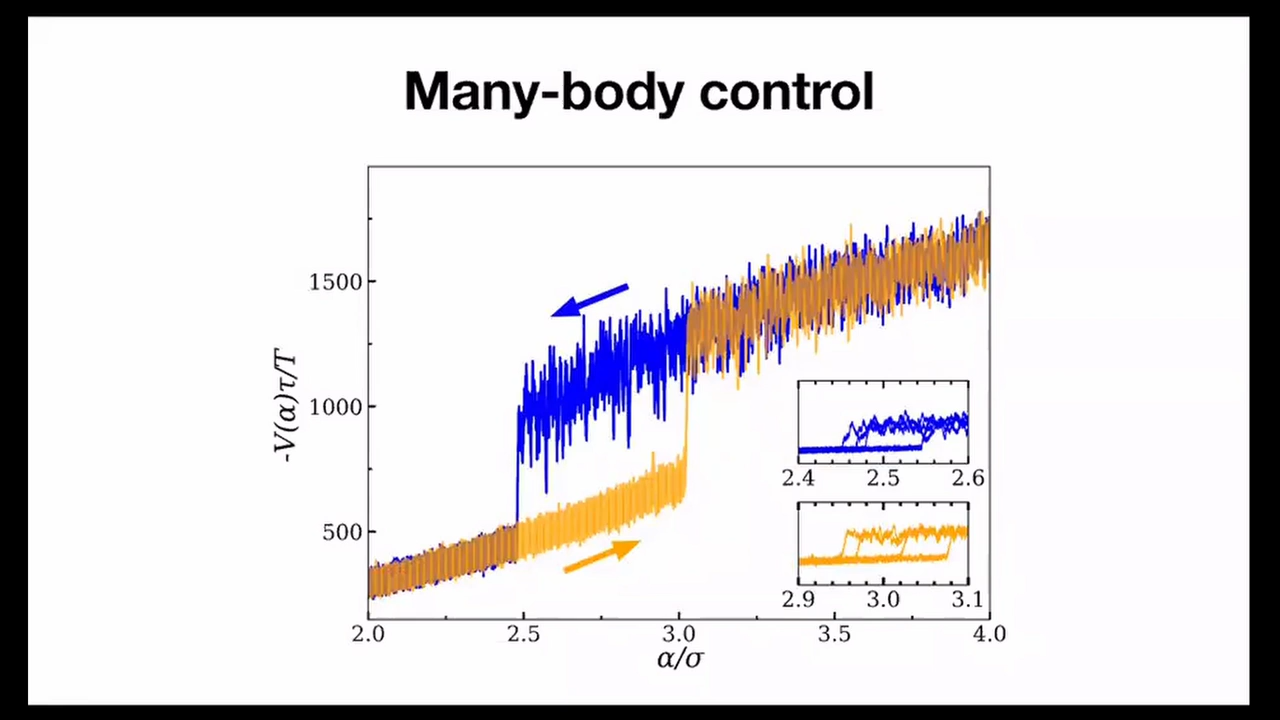 Many-body control
1500
1000
500
-V(α)τ/T
2.0 2.5 3.0 3.5 4.0
α/σ
2.4 2.5 2.6
2.9 3.0 3.1